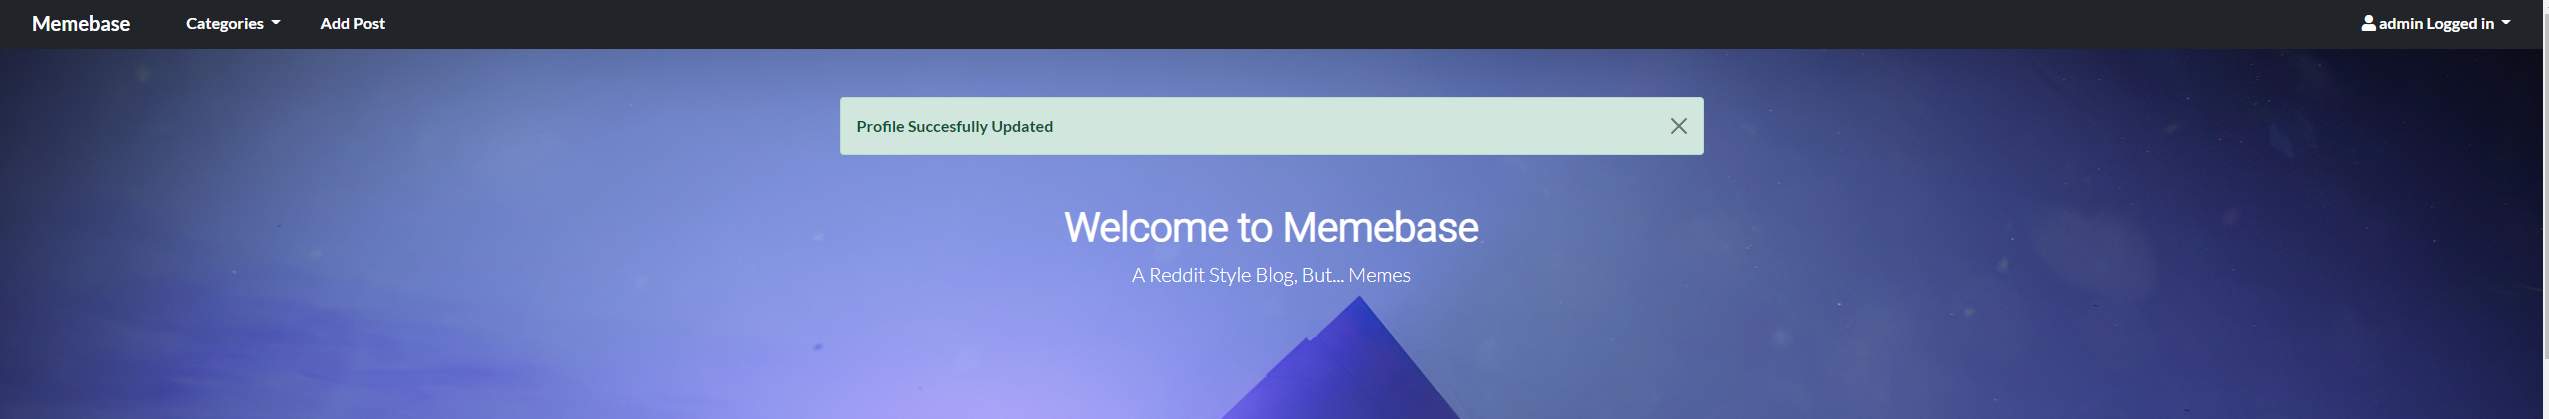 Memebase Categories Add Post admin Logged in
Profile Succesfully Updated
Welcome to Memebase
A Reddit Style Blog, But... Memes